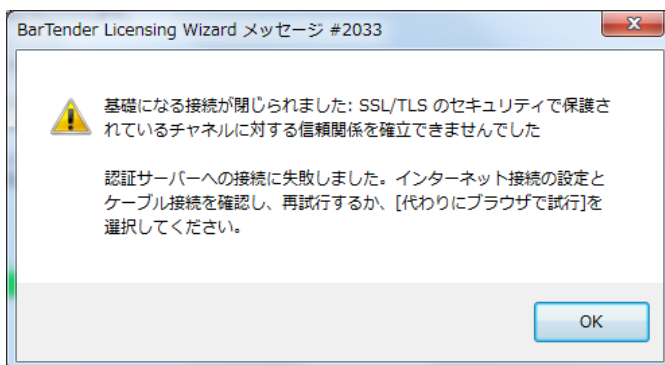 BarTender Licensing Wizard メッセージ #2033
基礎になる接続が閉じられました: SSL/TLS のセキュリティで保護さ
れているチャネルに対する信頼関係を確立できませんでした
認証サーバーへの接続に失敗しました。インターネット接続の設定と
ケーブル接続を確認し、再試行するか、[代わりにブラウザで試行]を
選択してください。
OK